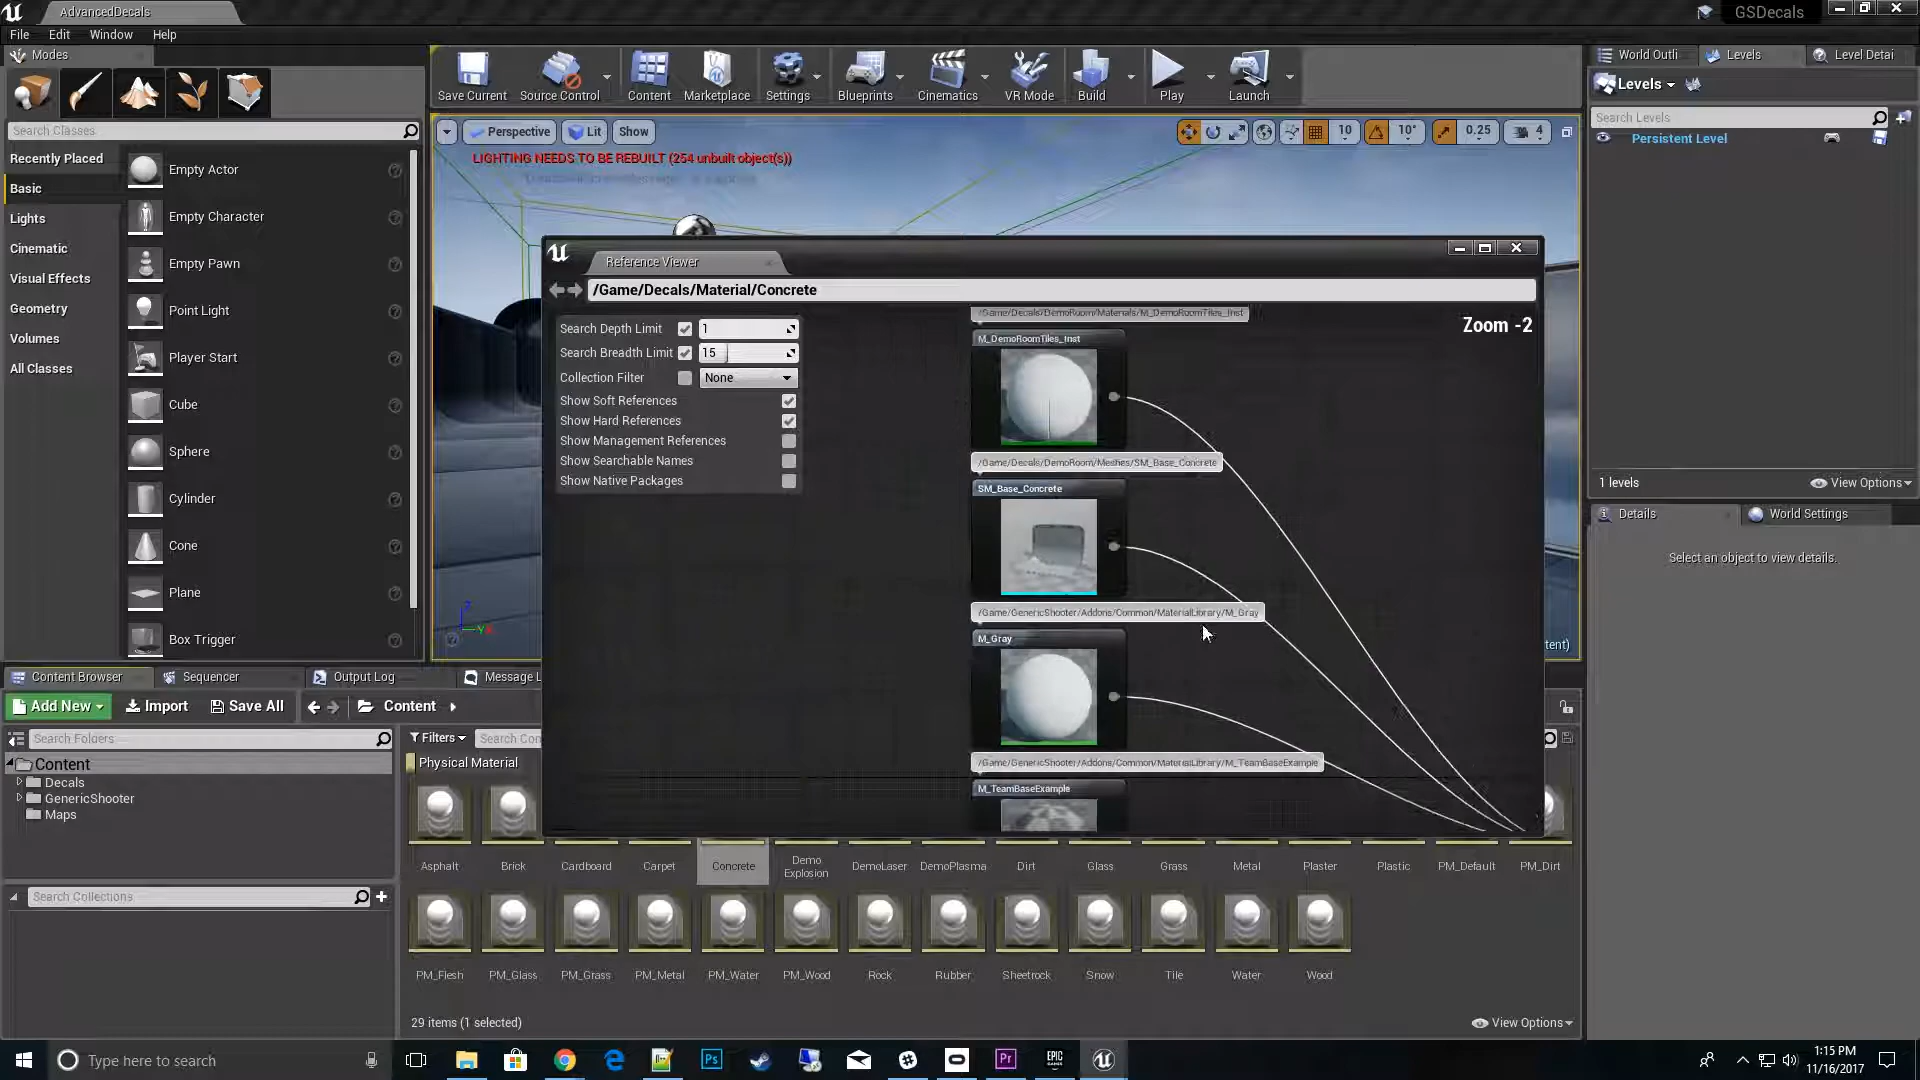 AdvancedDecals
GSDecals
File Edit Window Help
Modes
Search Classes
Recently Placed
Basic
Lights
Cinematic
Visual Effects
Geometry
Volumes
All Classes
Empty Actor
Empty Character
Empty Pawn
Point Light
Player Start
Cube
Sphere
Cylinder
Cone
Plane
Box Trigger
Save Current Source Control Content Marketplace Settings Blueprints Cinematics VR Mode Build Play Launch
Perspective Lit Show
10 10° 0.25 4
LIGHTING NEEDS TO BE REBUILT (254 unbuilt object(s))
Reference Viewer
/Game/Decals/Material/Concrete
Zoom -2
Search Depth Limit 1
Search Breadth Limit 15
Collection Filter None
Show Soft References
Show Hard References
Show Management References
Show Searchable Names
Show Native Packages
/Game/Decals/DemoRoom/Materials/M_DemoRoomTiles_Inst
M_DemoRoomTiles_Inst
/Game/Decals/DemoRoom/Meshes/SM_Base_Concrete
SM_Base_Concrete
/Game/GenericShooter/Addons/Common/MaterialLibrary/M_Gray
M_Gray
/Game/GenericShooter/Addons/Common/MaterialLibrary/M_TeamBaseExample
M_TeamBaseExample
tent)
World Outli Levels Level Detai
Levels
Search Levels
Persistent Level
1 levels View Options
Details World Settings
Select an object to view details.
Content Browser Sequencer Output Log Message L
Add New Import Save All Content
Search Folders
Content
Decals
GenericShooter
Maps
Search Collections
Filters Search Con
Physical Material
Asphalt Brick Cardboard Carpet Concrete Demo Explosion DemoLaser DemoPlasma Dirt Glass Grass Metal Plaster Plastic PM_Default PM_Dirt
PM_Flesh PM_Glass PM_Grass PM_Metal PM_Water PM_Wood Rock Rubber Sheetrock Snow Tile Water Wood
29 items (1 selected) View Options
Type here to search
1:15 PM
11/16/2017